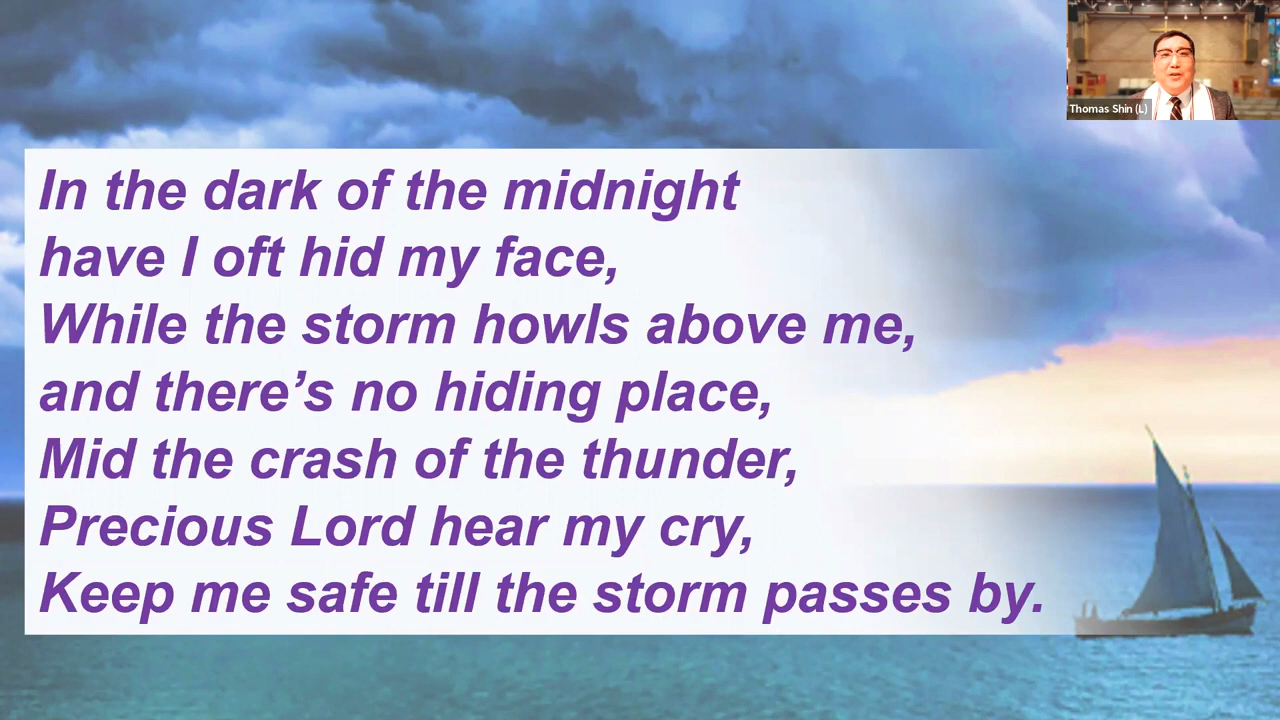 Thomas Shin (L)
In the dark of the midnight
have I oft hid my face,
While the storm howls above me,
and there’s no hiding place,
Mid the crash of the thunder,
Precious Lord hear my cry,
Keep me safe till the storm passes by.